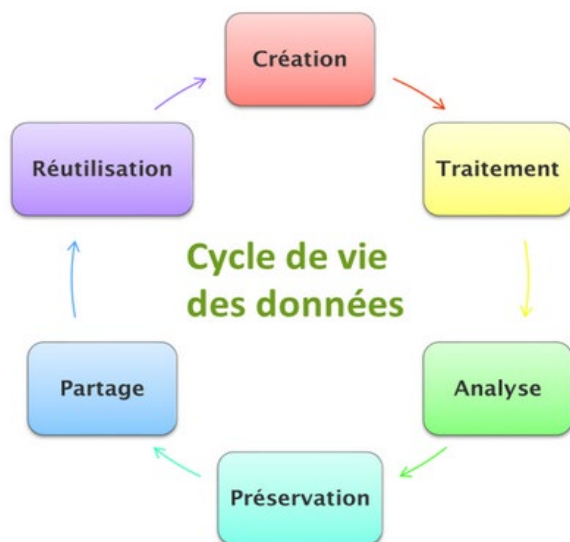 Création
Traitement
Analyse
Préservation
Partage
Réutilisation
Cycle de vie
des données